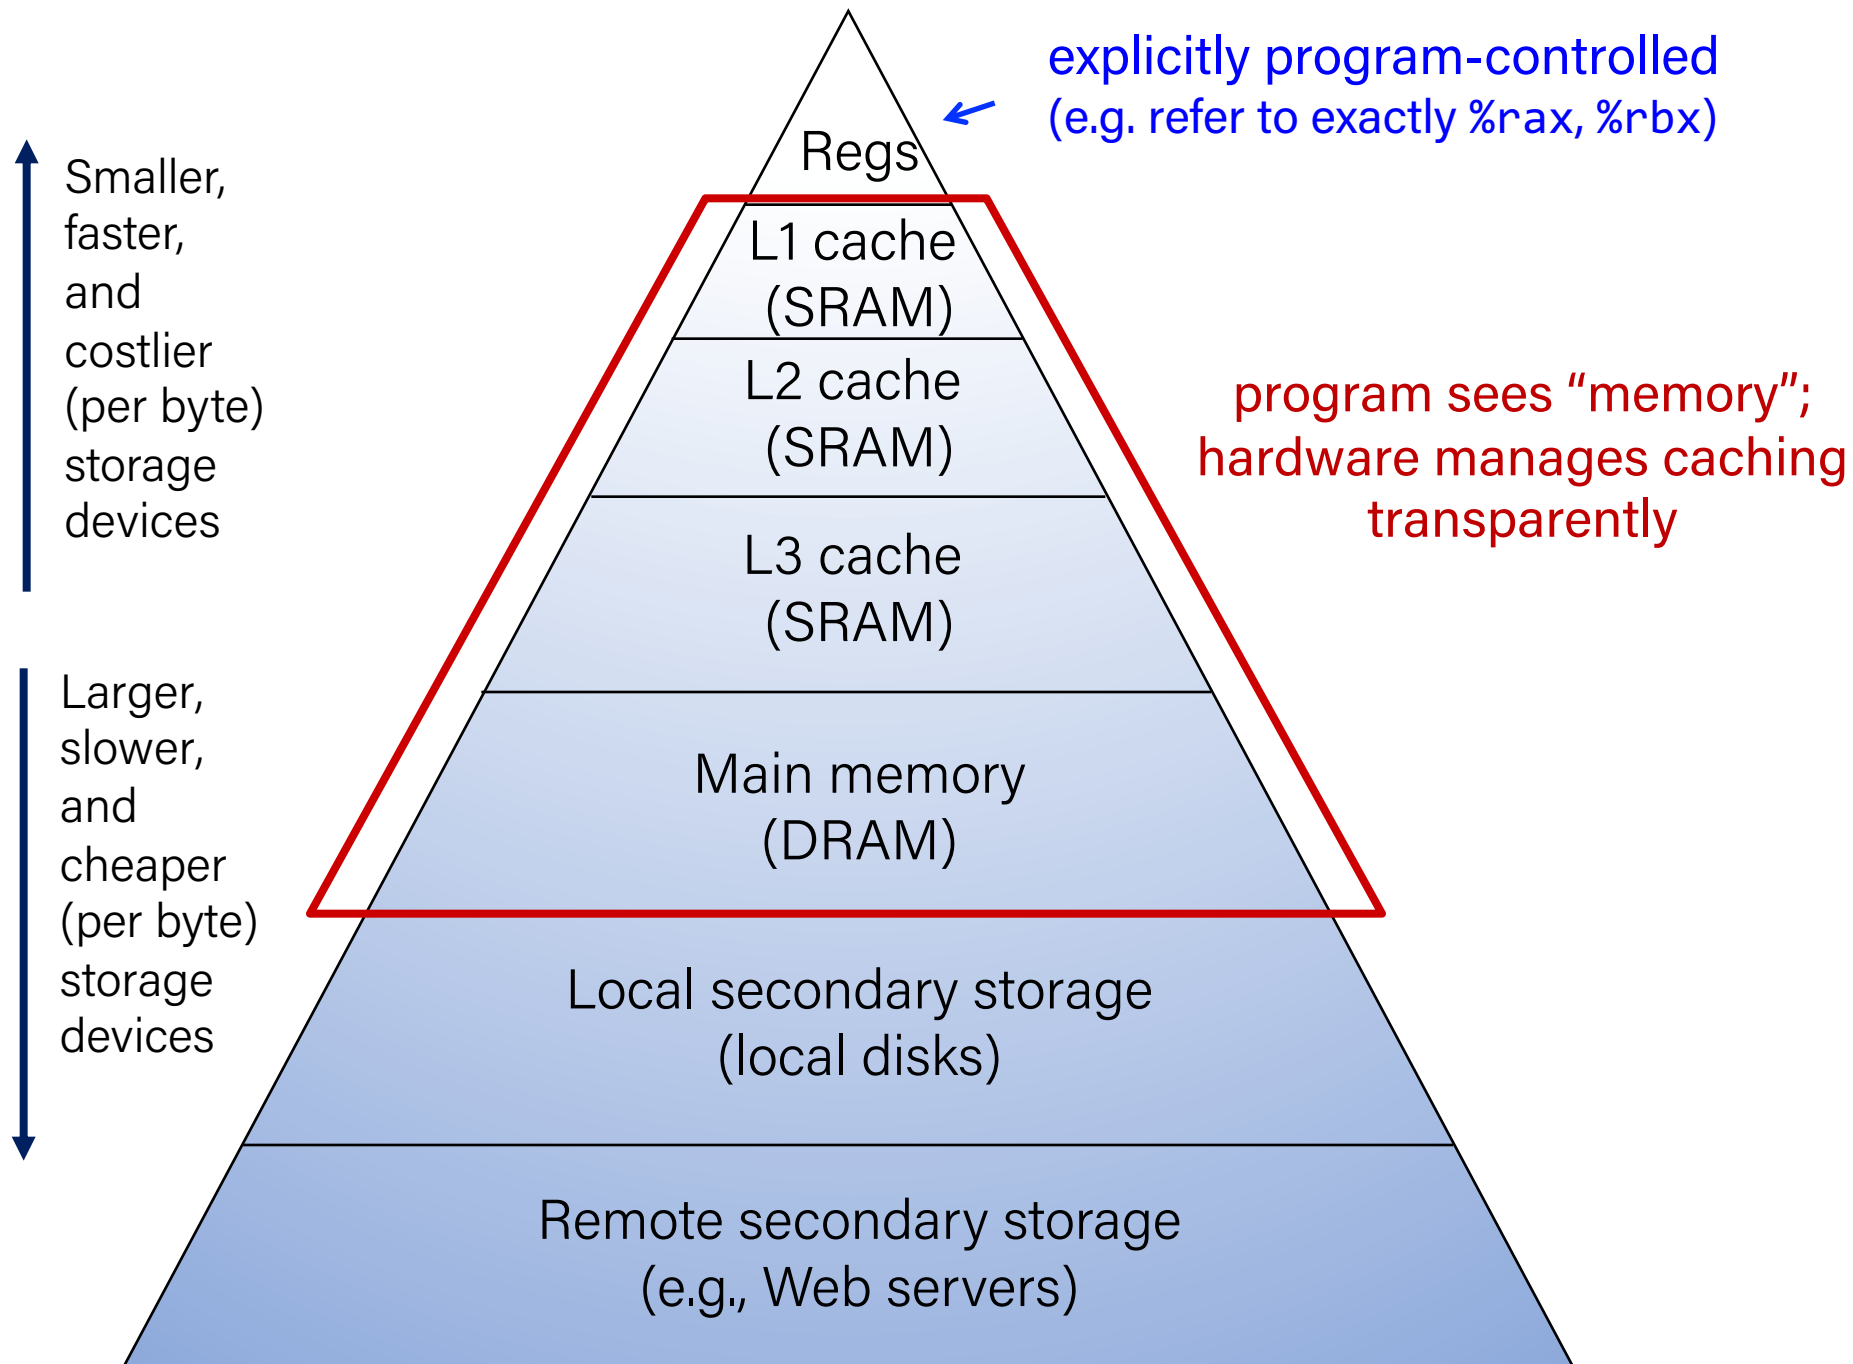 explicitly program-controlled
(e.g. refer to exactly %rax, %rbx)
Regs
Smaller,
faster,
and
costlier
(per byte)
storage
devices
L1 cache
(SRAM)
L2 cache
(SRAM)
program sees “memory”;
hardware manages caching
transparently
L3 cache
(SRAM)
Larger,
slower,
and
cheaper
(per byte)
storage
devices
Main memory
(DRAM)
Local secondary storage
(local disks)
Remote secondary storage
(e.g., Web servers)